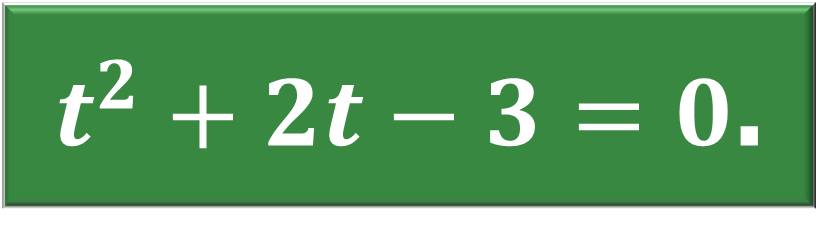 t² + 2t − 3 = 0.